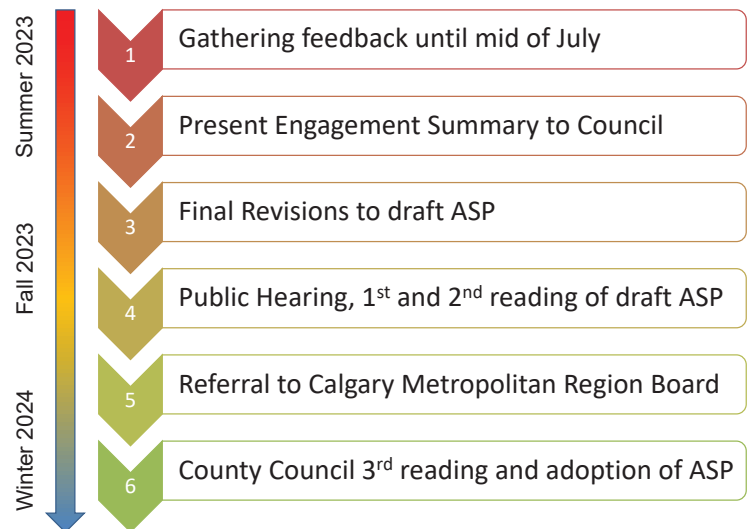 Summer 2023
Fall 2023
Winter 2024
1 Gathering feedback until mid of July
2 Present Engagement Summary to Council
3 Final Revisions to draft ASP
4 Public Hearing, 1st and 2nd reading of draft ASP
5 Referral to Calgary Metropolitan Region Board
6 County Council 3rd reading and adoption of ASP